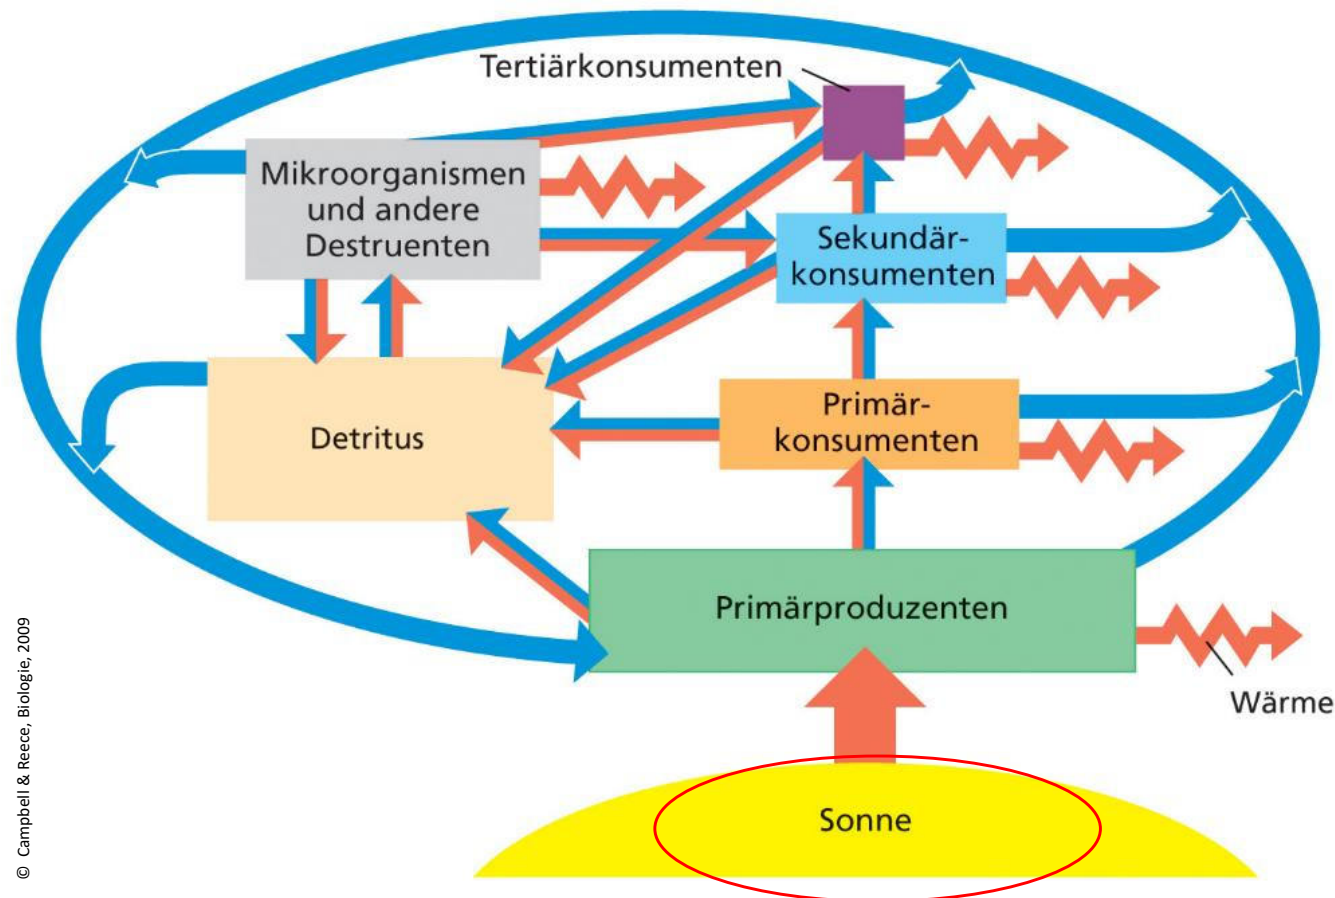 Tertiärkonsumenten
Mikroorganismen
und andere
Destruenten
Sekundär-
konsumenten
Detritus
Primär-
konsumenten
Primärproduzenten
Wärme
Sonne
© Campbell & Reece, Biologie, 2009